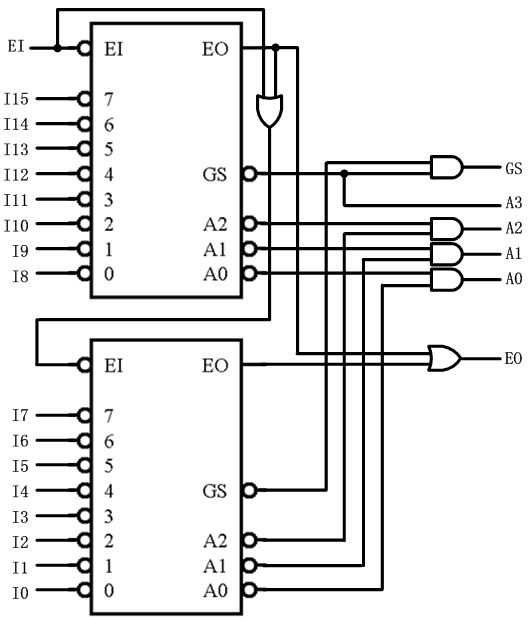 EI EI EO
I15 7
I14 6
I13 5
I12 4 GS GS
I11 3 A3
I10 2 A2 A2
I9 1 A1 A1
I8 0 A0 A0
EI EO EO
I7 7
I6 6
I5 5
I4 4 GS
I3 3
I2 2 A2
I1 1 A1
I0 0 A0